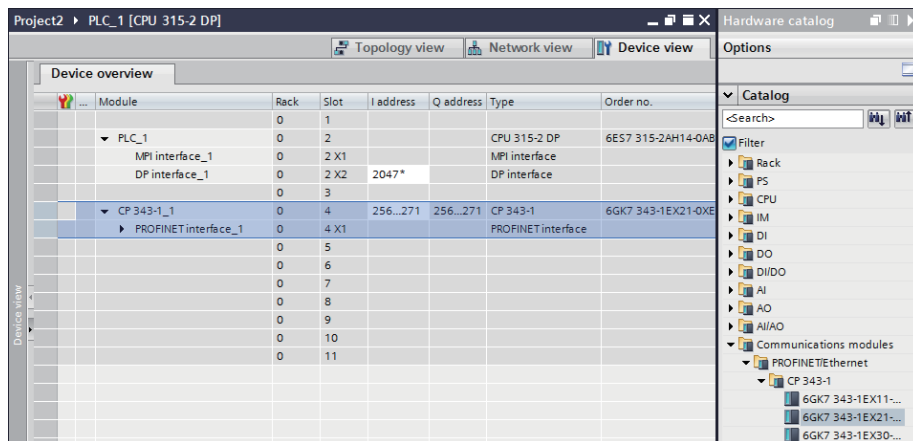 Project2 ▸ PLC_1 [CPU 315-2 DP]
Topology view Network view Device view
Device overview
... Module Rack Slot I address Q address Type Order no.
0 1
PLC_1 0 2 CPU 315-2 DP 6ES7 315-2AH14-0AB
MPI interface_1 0 2 X1 MPI interface
DP interface_1 0 2 X2 2047* DP interface
0 3
CP 343-1_1 0 4 256...271 256...271 CP 343-1 6GK7 343-1EX21-0XE
PROFINET interface_1 0 4 X1 PROFINET interface
0 5
0 6
0 7
0 8
0 9
0 10
0 11
Device view
Hardware catalog
Options
Catalog
<Search>
Filter
Rack
PS
CPU
IM
DI
DO
DI/DO
AI
AO
AI/AO
Communications modules
PROFINET/Ethernet
CP 343-1
6GK7 343-1EX11-...
6GK7 343-1EX21-...
6GK7 343-1EX30-...